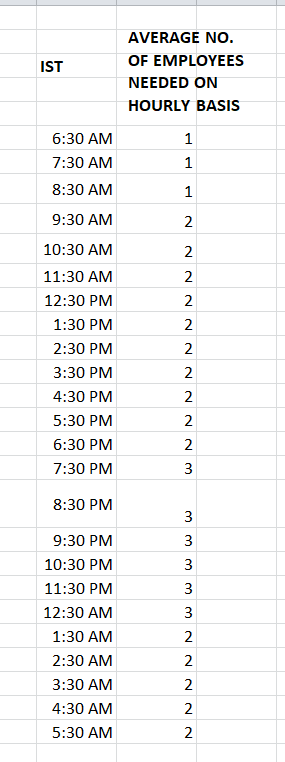 IST AVERAGE NO.
OF EMPLOYEES
NEEDED ON
HOURLY BASIS
6:30 AM 1
7:30 AM 1
8:30 AM 1
9:30 AM 2
10:30 AM 2
11:30 AM 2
12:30 PM 2
1:30 PM 2
2:30 PM 2
3:30 PM 2
4:30 PM 2
5:30 PM 2
6:30 PM 2
7:30 PM 3
8:30 PM 3
9:30 PM 3
10:30 PM 3
11:30 PM 3
12:30 AM 3
1:30 AM 2
2:30 AM 2
3:30 AM 2
4:30 AM 2
5:30 AM 2